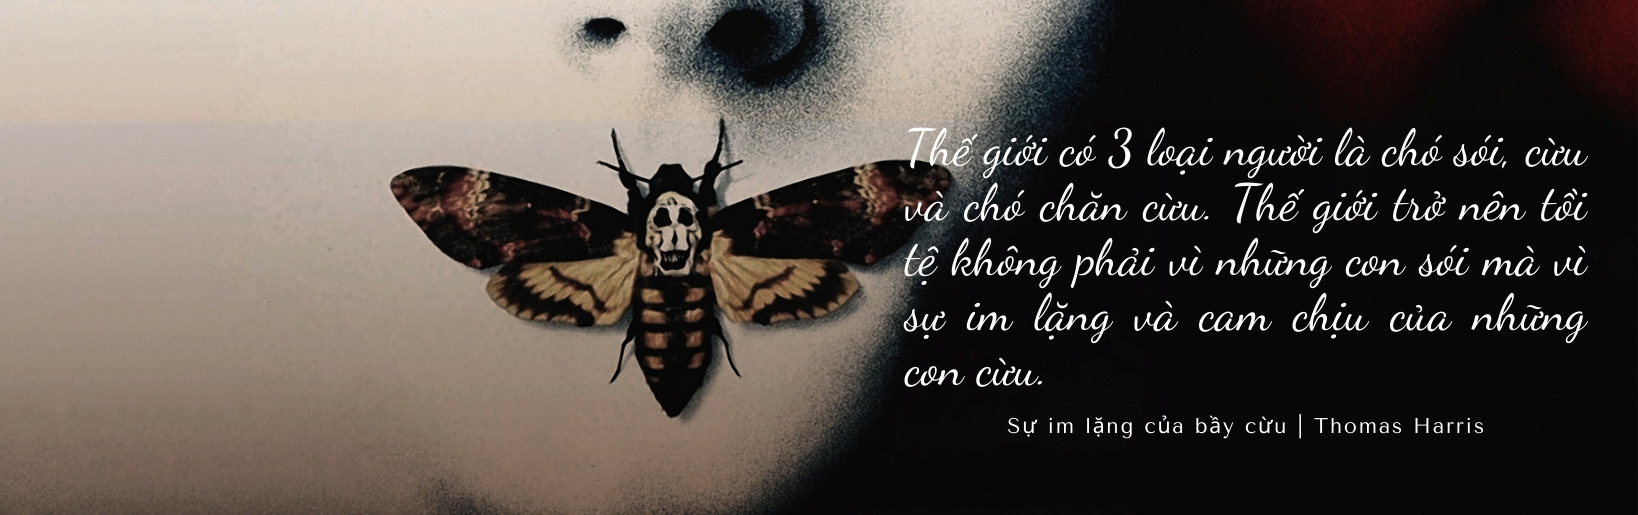 Thế giới có 3 loại người là chó sói, cừu
và chó chăn cừu. Thế giới trở nên tồi
tệ không phải vì những con sói mà vì
sự im lặng và cam chịu của những
con cừu.
Sự im lặng của bầy cừu | Thomas Harris